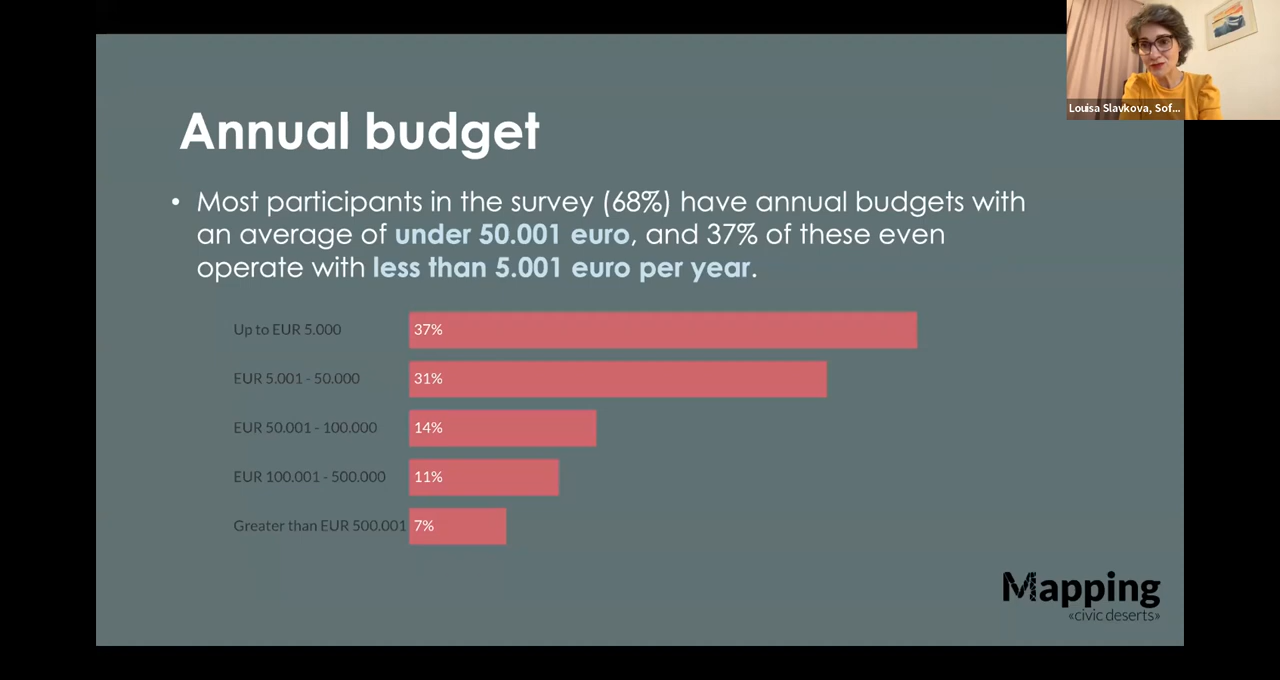 Louisa Slavkova, Sof...
Annual budget
• Most participants in the survey (68%) have annual budgets with
an average of under 50.001 euro, and 37% of these even
operate with less than 5.001 euro per year.
Up to EUR 5.000 37%
EUR 5.001 - 50.000 31%
EUR 50.001 - 100.000 14%
EUR 100.001 - 500.000 11%
Greater than EUR 500.001 7%
Mapping
«civic deserts»